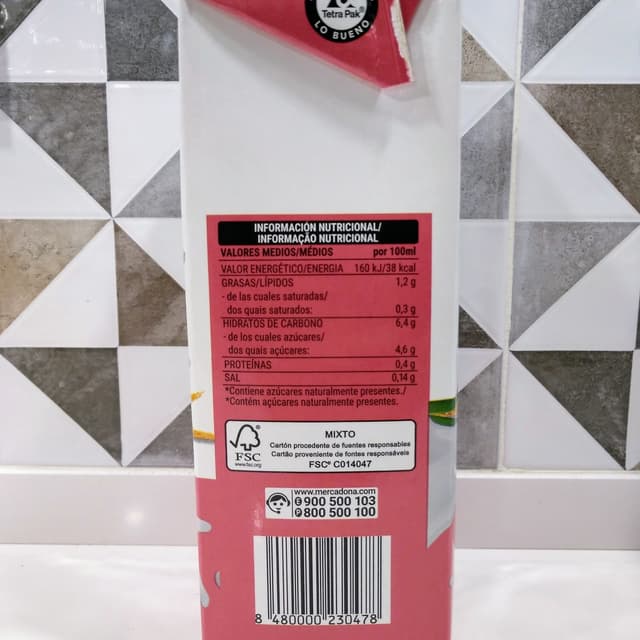 Tetra Pak®
LO BUENO
INFORMACIÓN NUTRICIONAL/
INFORMAÇÃO NUTRICIONAL
VALORES MEDIOS/MÉDIOS por 100ml
VALOR ENERGÉTICO/ENERGIA 160 kJ/38 kcal
GRASAS/LÍPIDOS 1,2 g
- de las cuales saturadas/
dos quais saturados: 0,3 g
HIDRATOS DE CARBONO 6,4 g
- de los cuales azúcares/
dos quais açúcares: 4,6 g
PROTEÍNAS 0,4 g
SAL 0,14 g
*Contiene azúcares naturalmente presentes./
*Contém açúcares naturalmente presentes.
FSC
www.fsc.org
MIXTO
Cartón procedente de fuentes responsables
Cartão proveniente de fontes responsáveis
FSC® C014047
www.mercadona.com
E 900 500 103
P 800 500 100
8 480000 230478